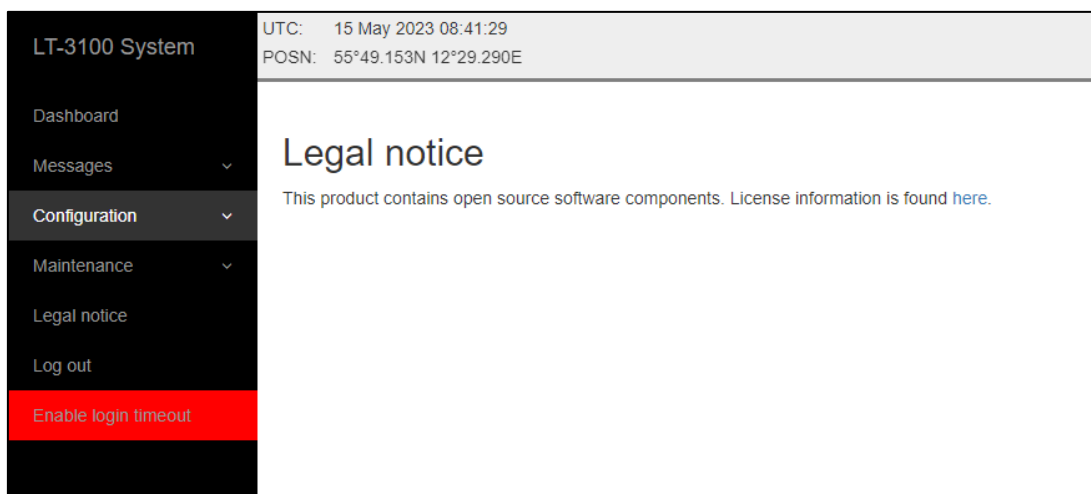 LT-3100 System
Dashboard
Messages
Configuration
Maintenance
Legal notice
Log out
Enable login timeout
UTC: 15 May 2023 08:41:29
POSN: 55°49.153N 12°29.290E
Legal notice
This product contains open source software components. License information is found here.